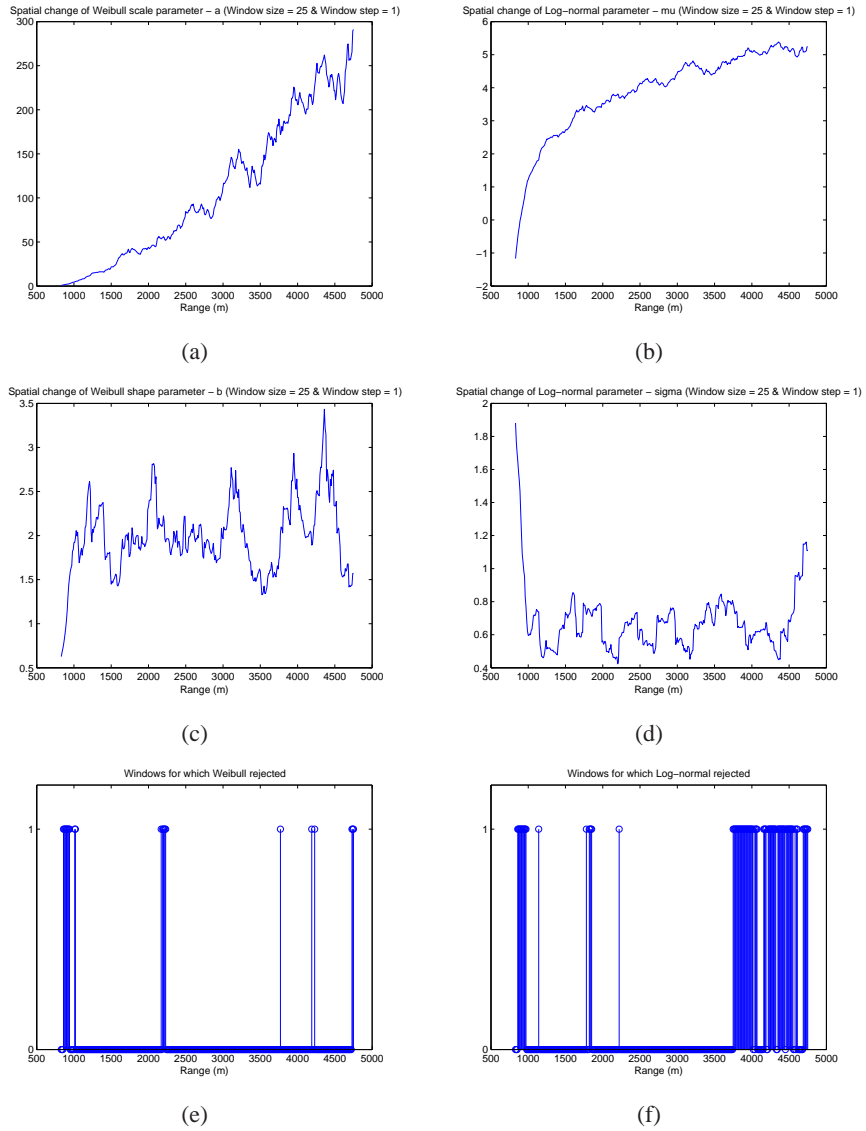 Spatial change of Weibull scale parameter − a (Window size = 25 & Window step = 1)
300
250
200
150
100
50
0
500 1000 1500 2000 2500 3000 3500 4000 4500 5000
Range (m)
(a)
Spatial change of Log−normal parameter − mu (Window size = 25 & Window step = 1)
6
5
4
3
2
1
0
−1
−2
500 1000 1500 2000 2500 3000 3500 4000 4500 5000
Range (m)
(b)
Spatial change of Weibull shape parameter − b (Window size = 25 & Window step = 1)
3.5
3
2.5
2
1.5
1
0.5
500 1000 1500 2000 2500 3000 3500 4000 4500 5000
Range (m)
(c)
Spatial change of Log−normal parameter − sigma (Window size = 25 & Window step = 1)
2
1.8
1.6
1.4
1.2
1
0.8
0.6
0.4
500 1000 1500 2000 2500 3000 3500 4000 4500 5000
Range (m)
(d)
Windows for which Weibull rejected
1
0
500 1000 1500 2000 2500 3000 3500 4000 4500 5000
Range (m)
(e)
Windows for which Log−normal rejected
1
0
500 1000 1500 2000 2500 3000 3500 4000 4500 5000
Range (m)
(f)